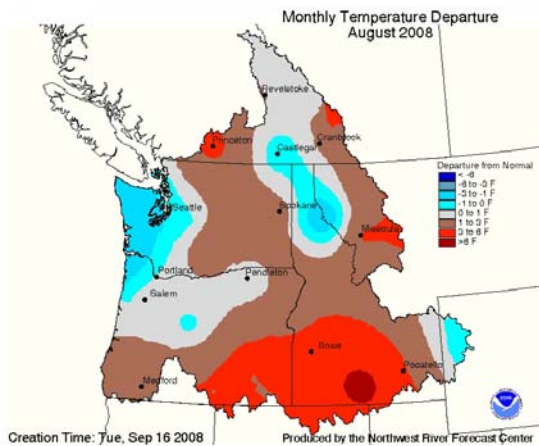 Monthly Temperature Departure
August 2008
Revelstoke
Princeton
Castlegar
Cranbrook
Departure from Normal
< -6
-6 to -3 F
-3 to -1 F
-1 to 0 F
0 to 1 F
1 to 3 F
3 to 6 F
>6 F
Seattle
Spokane
Missoula
Portland
Pendleton
Salem
Boise
Pocatello
Medford
Creation Time: Tue, Sep 16 2008
Produced by the Northwest River Forecast Center